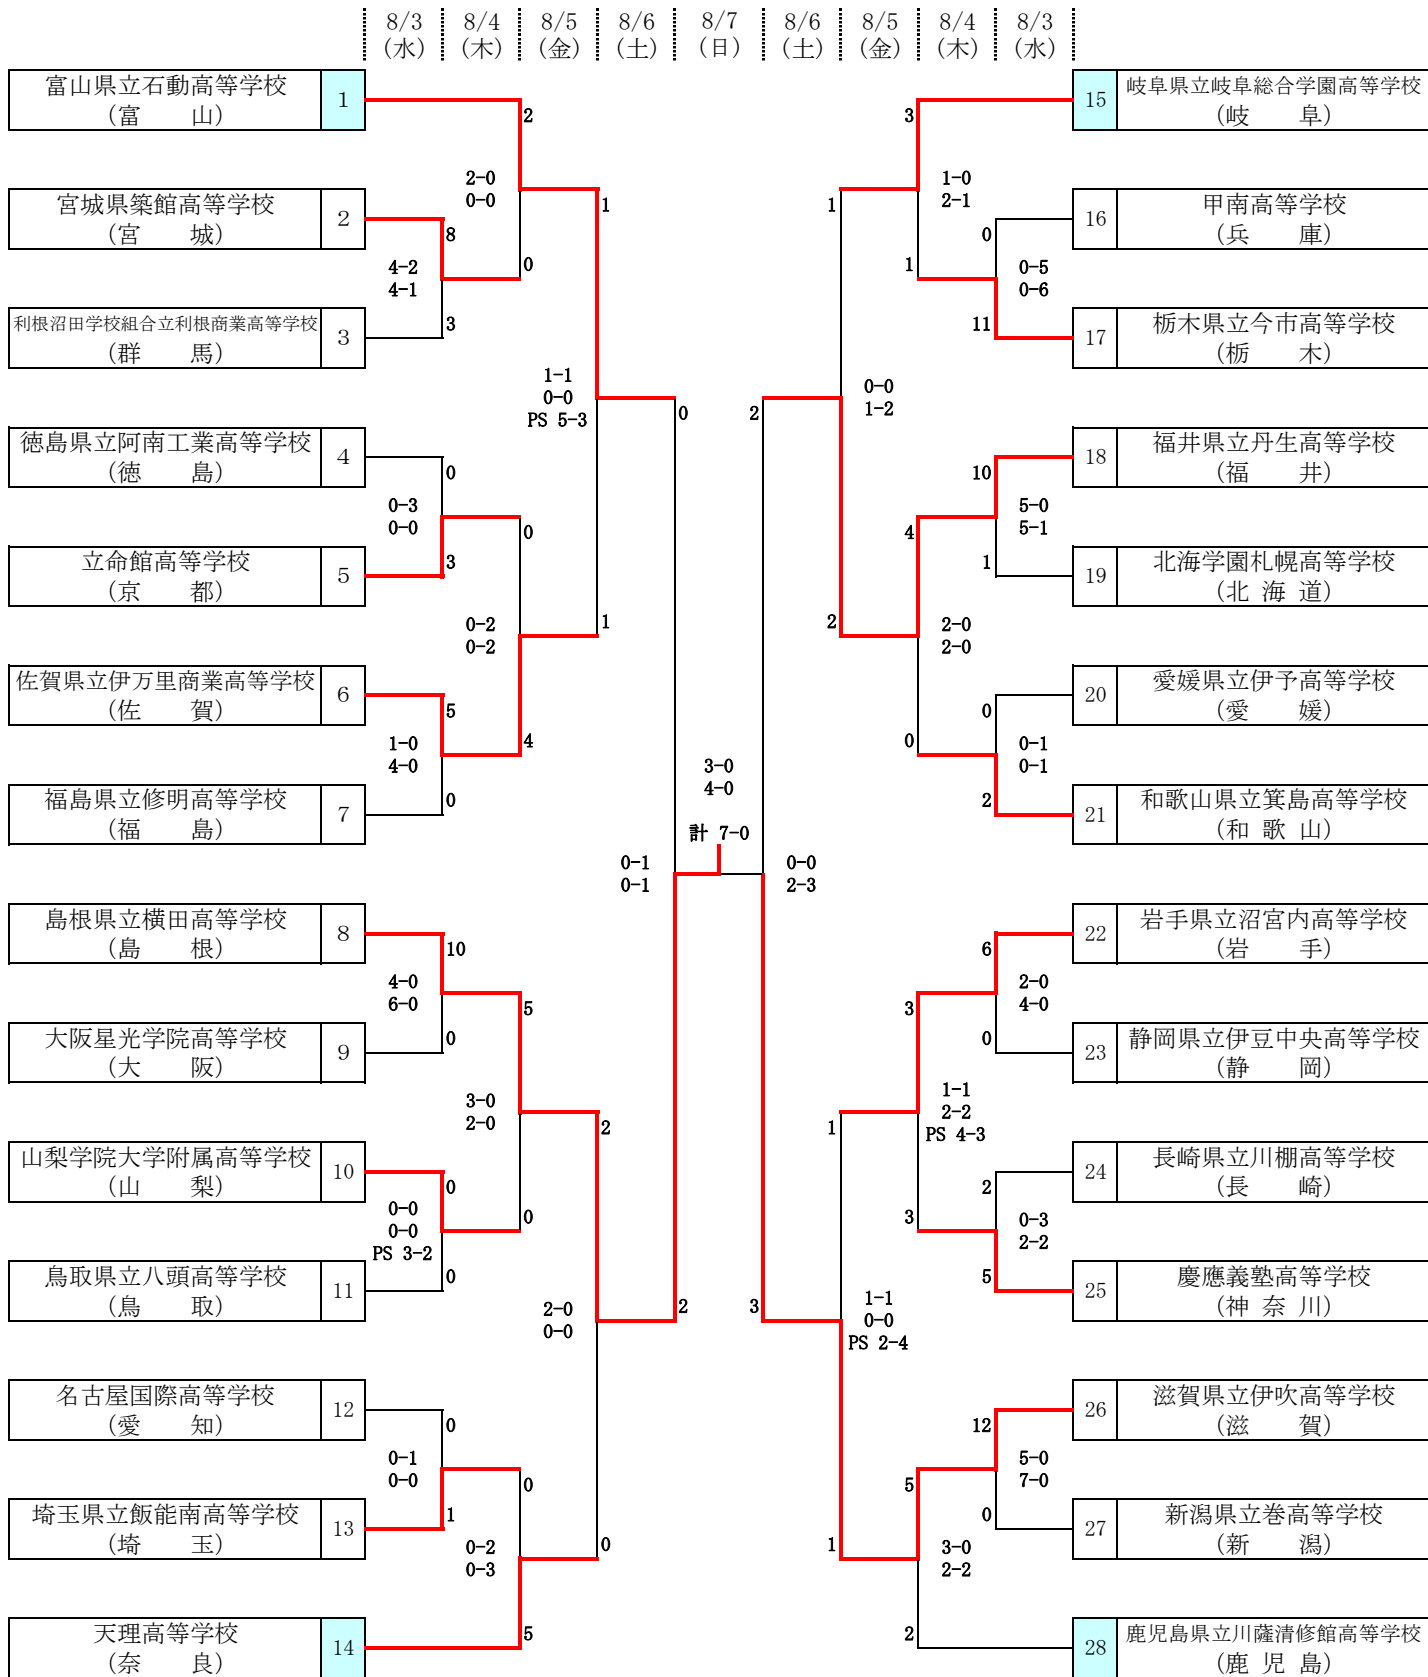 8/3 8/4 8/5 8/6 8/7 8/6 8/5 8/4 8/3
(水) (木) (金) (土) (日) (土) (金) (木) (水)
富山県立石動高等学校
(富 山)
1
2
2-0
0-0
宮城県築館高等学校
(宮 城)
2
8
1
4-2
4-1
0
利根沼田学校組合立利根商業高等学校
(群 馬)
3
3
1-1
0-0
PS 5-3
0
徳島県立阿南工業高等学校
(徳 島)
4
0
0-3
0-0
0
立命館高等学校
(京 都)
5
3
0-2
0-2
1
佐賀県立伊万里商業高等学校
(佐 賀)
6
5
1-0
4-0
4
福島県立修明高等学校
(福 島)
7
0
0-1
0-1
島根県立横田高等学校
(島 根)
8
10
4-0
6-0
5
大阪星光学院高等学校
(大 阪)
9
0
3-0
2-0
2
山梨学院大学附属高等学校
(山 梨)
10
0
0-0
0-0
PS 3-2
0
鳥取県立八頭高等学校
(鳥 取)
11
0
2-0
0-0
2
名古屋国際高等学校
(愛 知)
12
0
0-1
0-0
0
埼玉県立飯能南高等学校
(埼 玉)
13
1
0-2
0-3
0
天理高等学校
(奈 良)
14
5
3-0
4-0
計 7-0
15
岐阜県立岐阜総合学園高等学校
(岐 阜)
3
1-0
2-1
1
16
甲南高等学校
(兵 庫)
0
0-5
0-6
1
17
栃木県立今市高等学校
(栃 木)
11
0-0
1-2
2
18
福井県立丹生高等学校
(福 井)
10
5-0
5-1
4
19
北海学園札幌高等学校
(北 海 道)
1
2-0
2-0
2
20
愛媛県立伊予高等学校
(愛 媛)
0
0-1
0-1
0
21
和歌山県立箕島高等学校
(和 歌 山)
2
0-0
2-3
22
岩手県立沼宮内高等学校
(岩 手)
6
2-0
4-0
3
23
静岡県立伊豆中央高等学校
(静 岡)
0
1-1
2-2
PS 4-3
1
24
長崎県立川棚高等学校
(長 崎)
2
0-3
2-2
3
25
慶應義塾高等学校
(神 奈 川)
5
1-1
0-0
PS 2-4
3
26
滋賀県立伊吹高等学校
(滋 賀)
12
5-0
7-0
5
27
新潟県立巻高等学校
(新 潟)
0
3-0
2-2
1
28
鹿児島県立川薩清修館高等学校
(鹿 児 島)
2